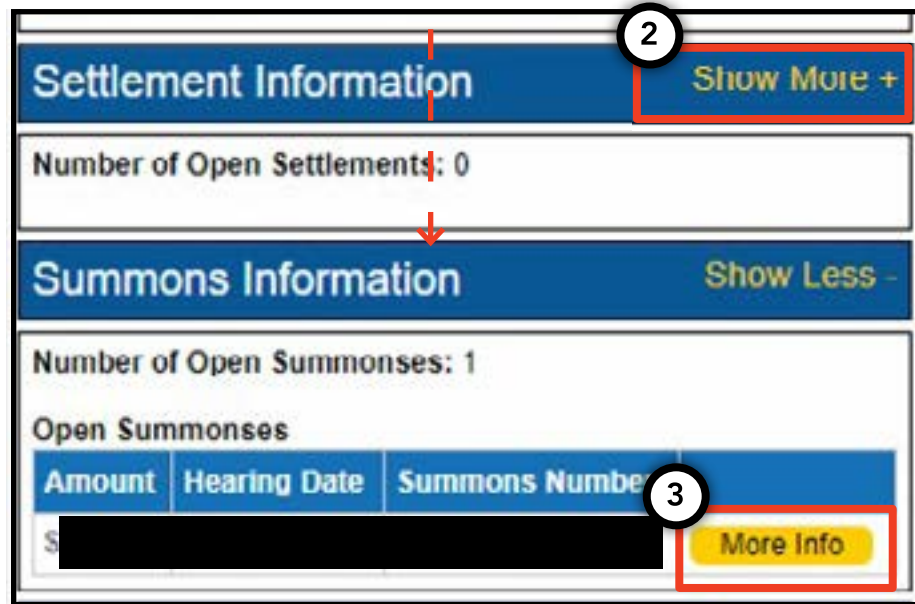 2
Settlement Information Show More +
Number of Open Settlements: 0
Summons Information Show Less -
Number of Open Summonses: 1
Open Summonses
Amount Hearing Date Summons Numbe
3
$
More Info